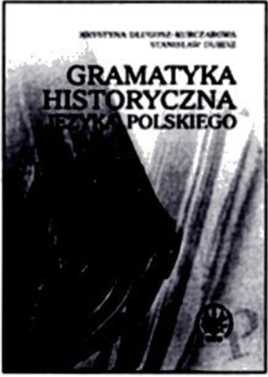 KRYSTYNA DŁUGOSZ-KURCZABOWA
STANISŁAW DUBISZ
GRAMATYKA
HISTORYCZNA
JĘZYKA POLSKIEGO